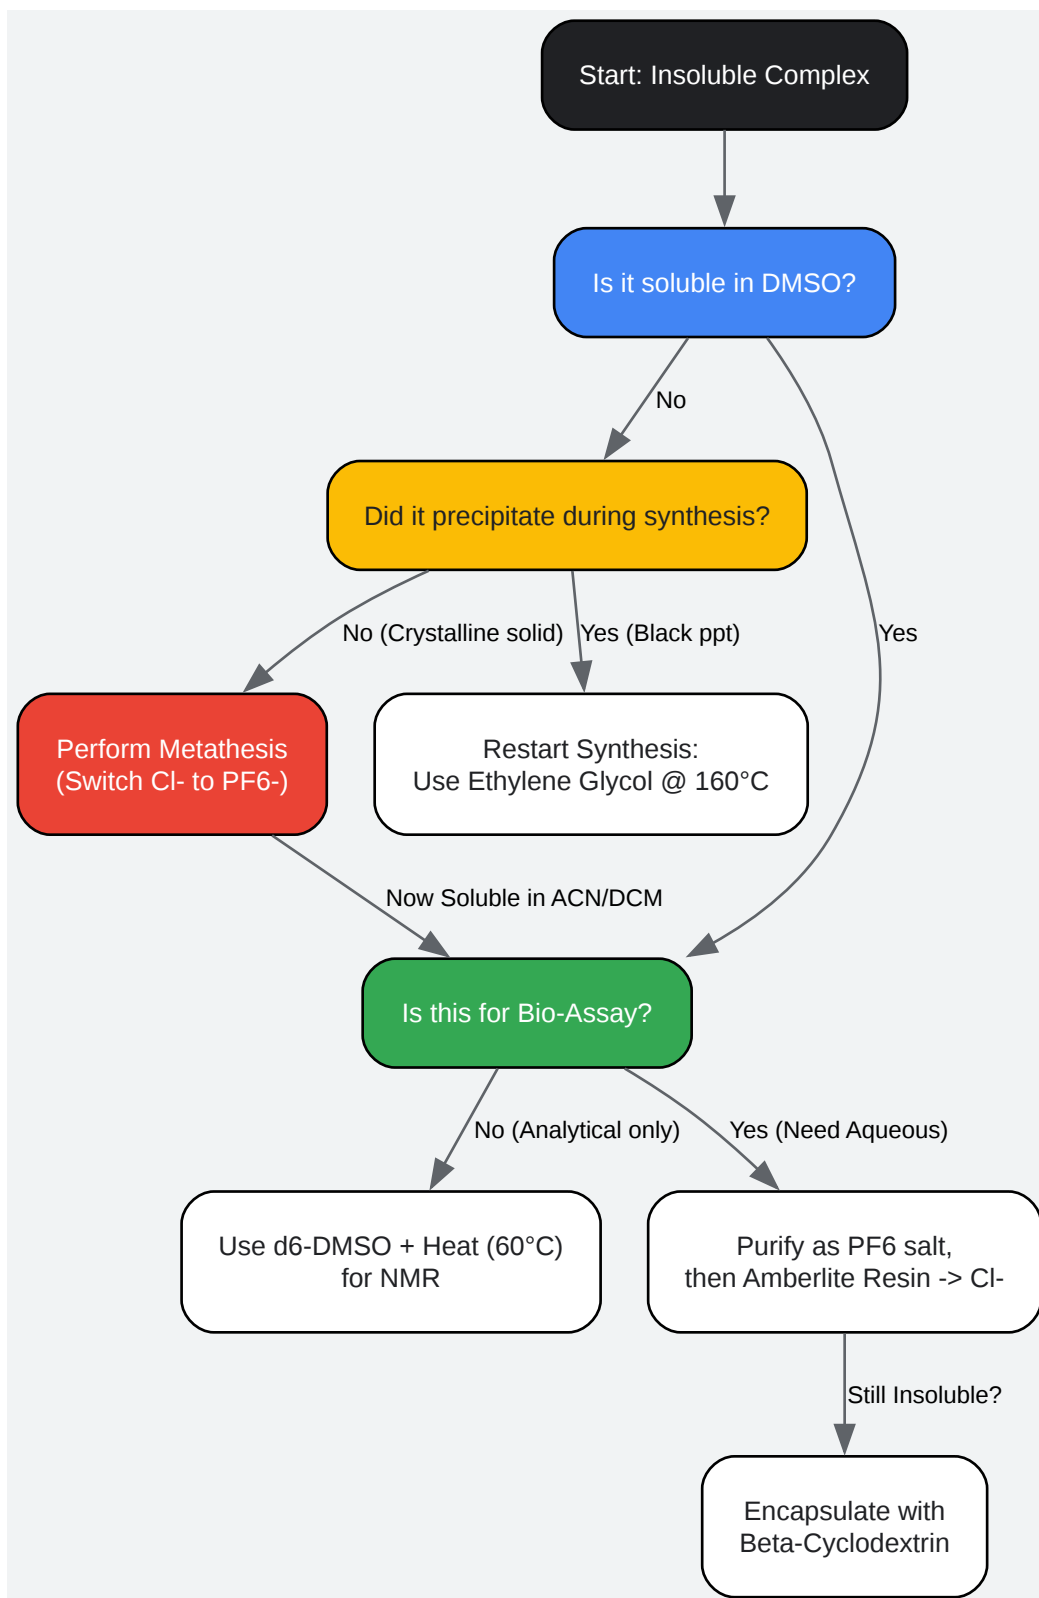 Start: Insoluble Complex
Is it soluble in DMSO?
No
Did it precipitate during synthesis?
No (Crystalline solid)
Yes (Black ppt)
Yes
Perform Metathesis
(Switch Cl- to PF6-)
Restart Synthesis:
Use Ethylene Glycol @ 160°C
Now Soluble in ACN/DCM
Is this for Bio-Assay?
No (Analytical only)
Yes (Need Aqueous)
Use d6-DMSO + Heat (60°C)
for NMR
Purify as PF6 salt,
then Amberlite Resin -> Cl-
Still Insoluble?
Encapsulate with
Beta-Cyclodextrin